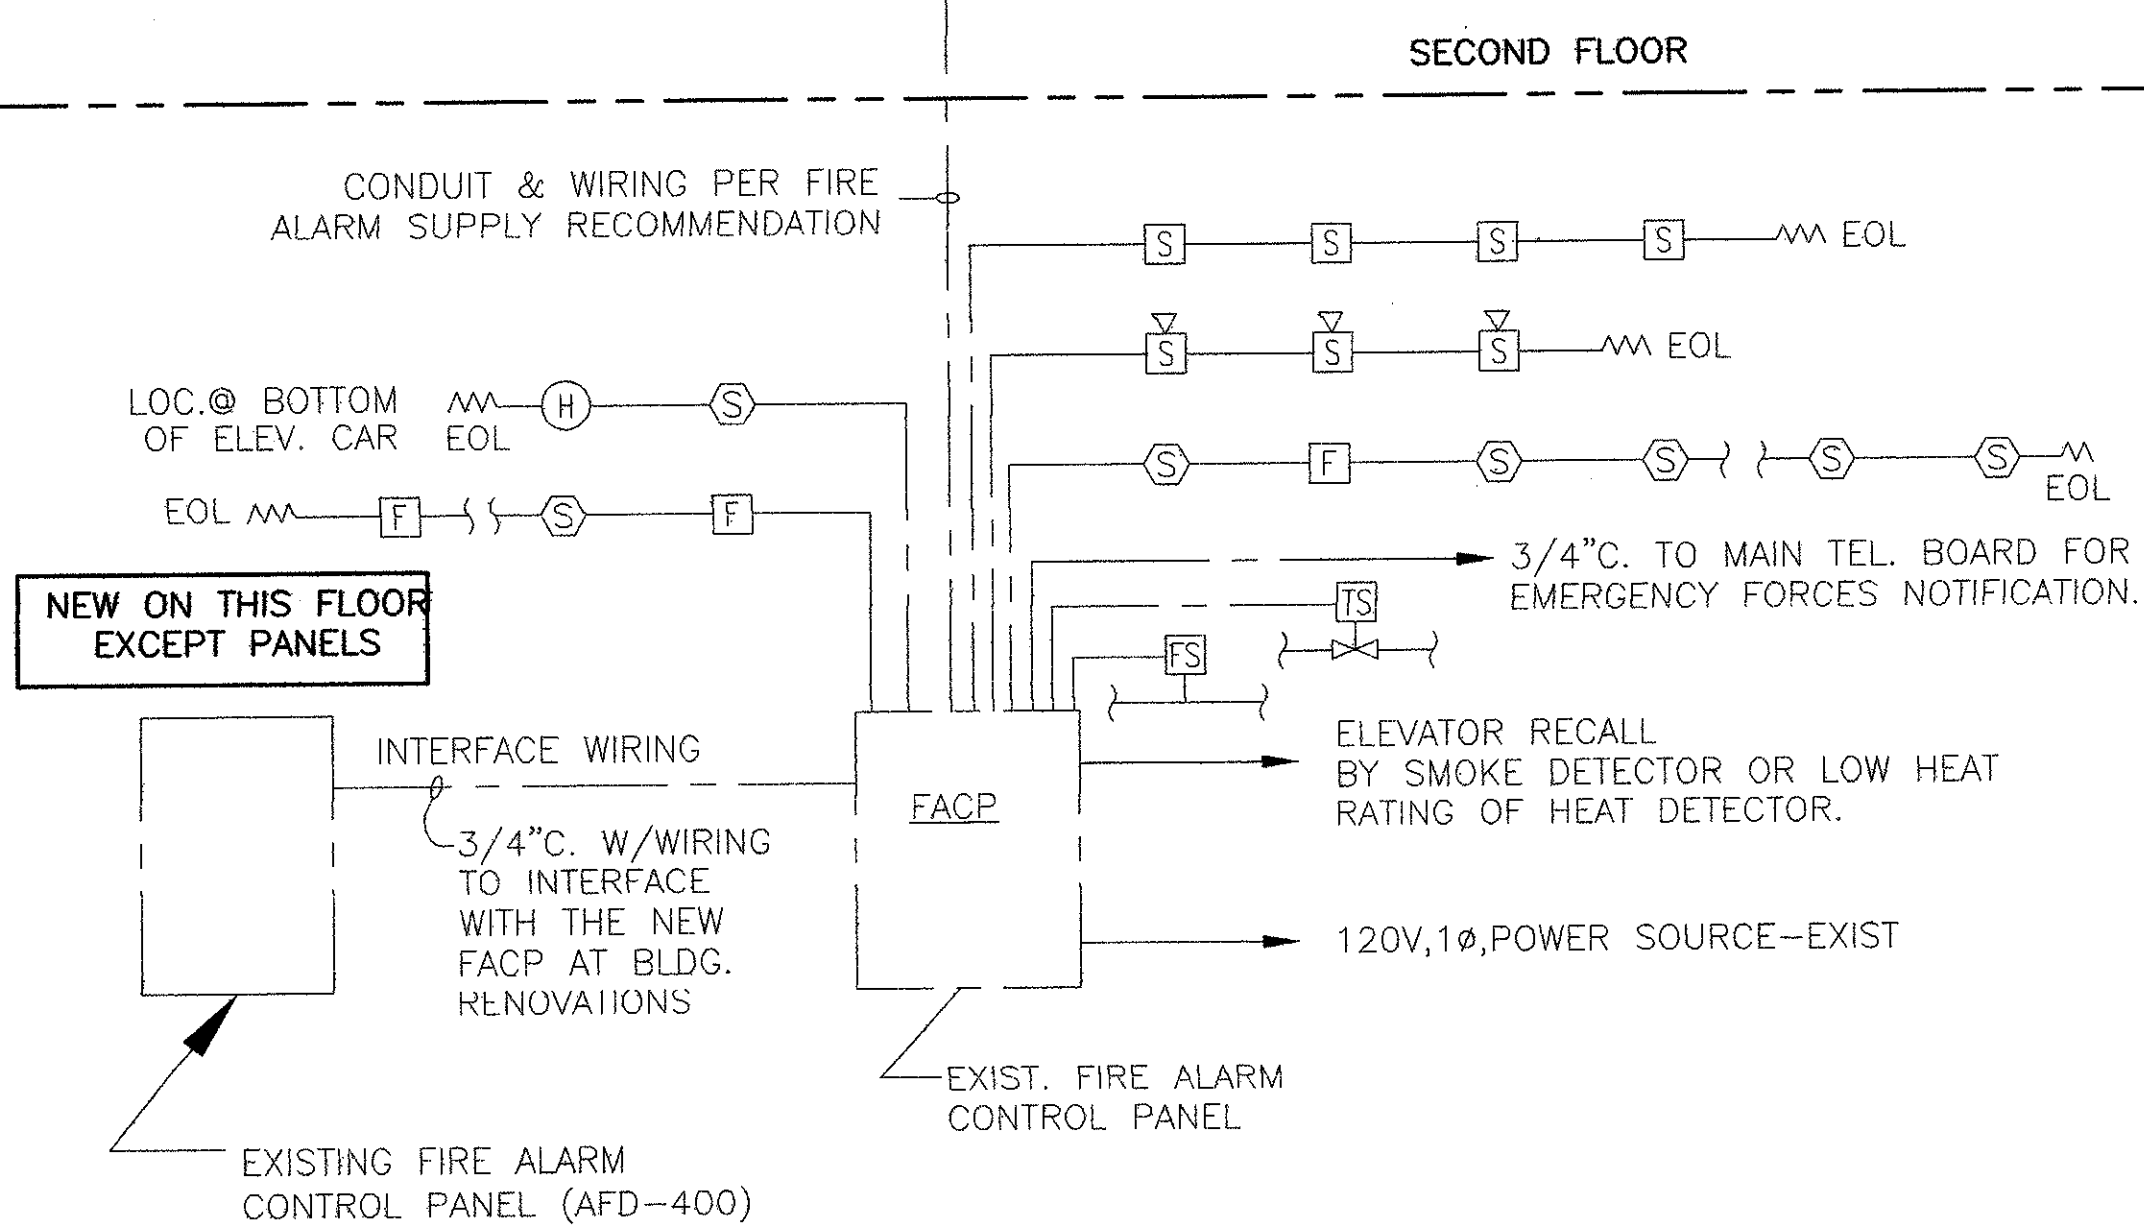 SECOND FLOOR
CONDUIT & WIRING PER FIRE
ALARM SUPPLY RECOMMENDATION
S S S S EOL
S S S EOL
LOC.@ BOTTOM
OF ELEV. CAR
EOL
H S
S F S S S S
EOL
EOL F S F
3/4"C. TO MAIN TEL. BOARD FOR
EMERGENCY FORCES NOTIFICATION.
TS
FS
NEW ON THIS FLOOR
EXCEPT PANELS
INTERFACE WIRING
3/4"C. W/WIRING
TO INTERFACE
WITH THE NEW
FACP AT BLDG.
RENOVATIONS
FACP
ELEVATOR RECALL
BY SMOKE DETECTOR OR LOW HEAT
RATING OF HEAT DETECTOR.
120V,1ø,POWER SOURCE-EXIST
EXIST. FIRE ALARM
CONTROL PANEL
EXISTING FIRE ALARM
CONTROL PANEL (AFD-400)